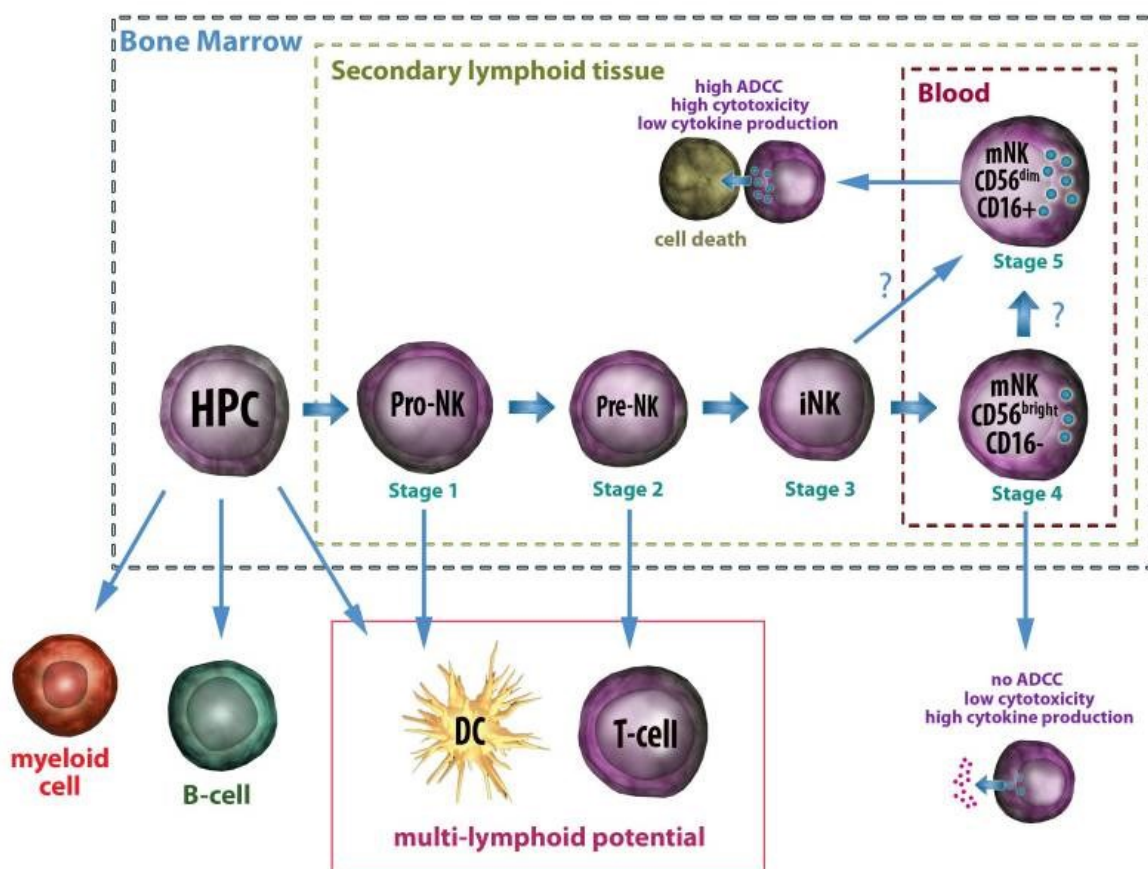 Bone Marrow
Secondary lymphoid tissue
high ADCC
high cytotoxicity
low cytokine production
cell death
Blood
mNK
CD56dim
CD16+
Stage 5
?
?
HPC
Pro-NK
Stage 1
Pre-NK
Stage 2
iNK
Stage 3
mNK
CD56bright
CD16-
Stage 4
myeloid
cell
B-cell
DC
T-cell
multi-lymphoid potential
no ADCC
low cytotoxicity
high cytokine production